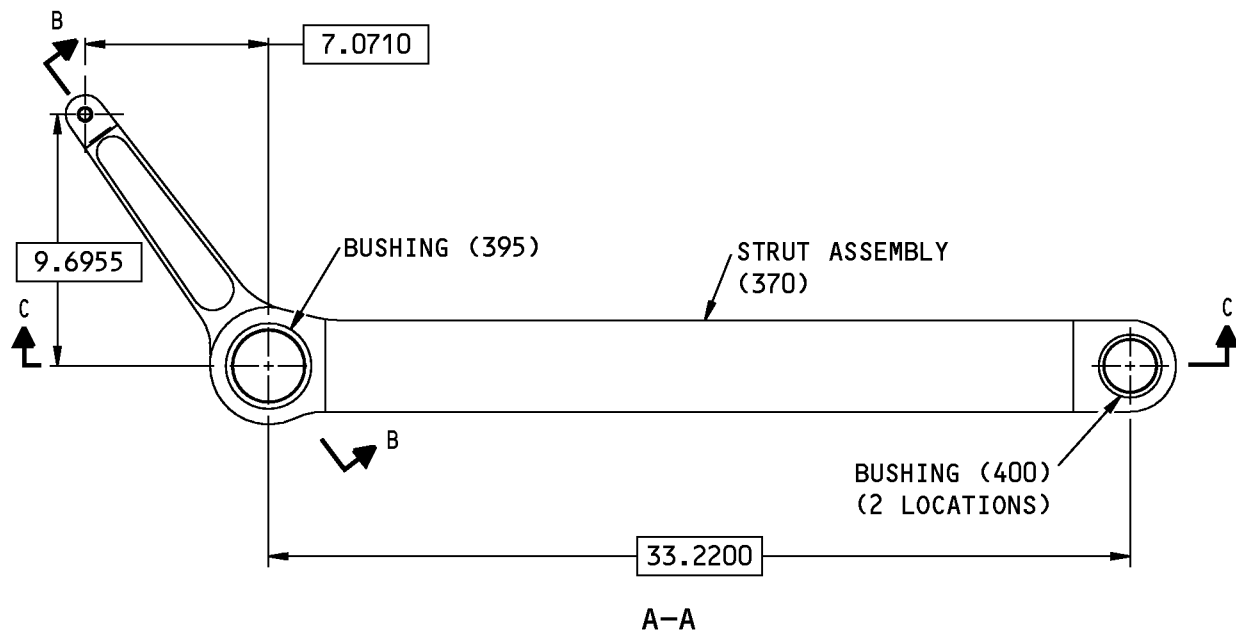 B
7.0710
9.6955
BUSHING (395)
STRUT ASSEMBLY
(370)
C
C
B
BUSHING (400)
(2 LOCATIONS)
33.2200
A-A